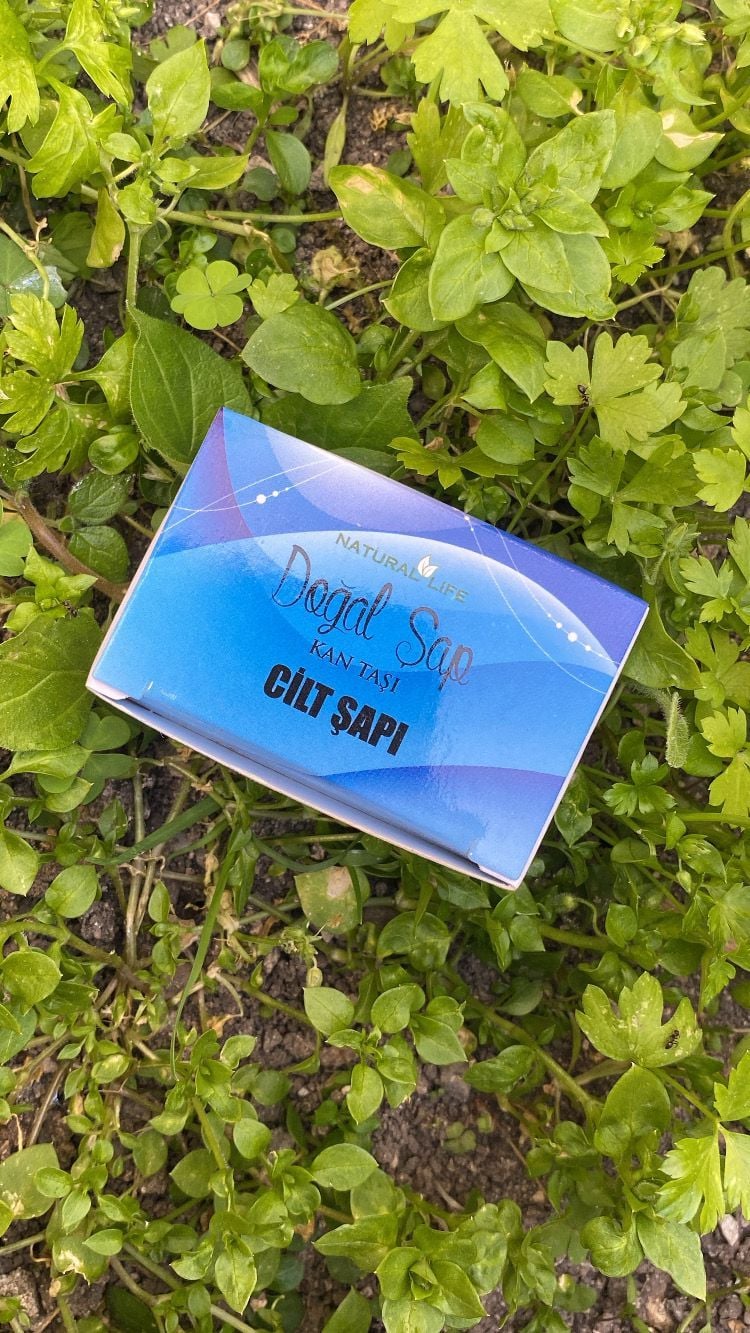 NATURAL LIFE
Doğal Şap
KAN TAŞI
CİLT ŞAPI